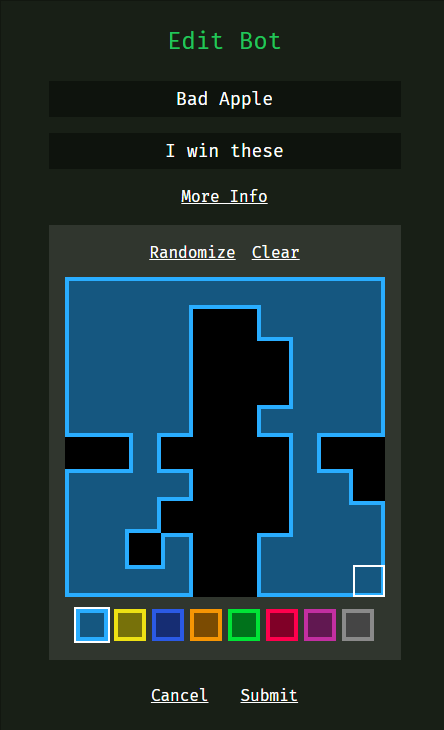 Edit Bot
Bad Apple
I win these
More Info
Randomize Clear
Cancel Submit